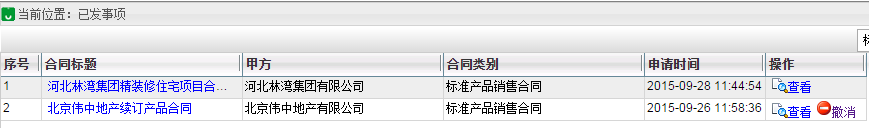 当前位置：已发事项
序号 合同标题 甲方 合同类别 申请时间 操作
1 河北林湾集团精装修住宅项目合... 河北林湾集团有限公司 标准产品销售合同 2015-09-28 11:44:54 查看
2 北京伟中地产续订产品合同 北京伟中地产有限公司 标准产品销售合同 2015-09-26 11:58:36 查看 撤消